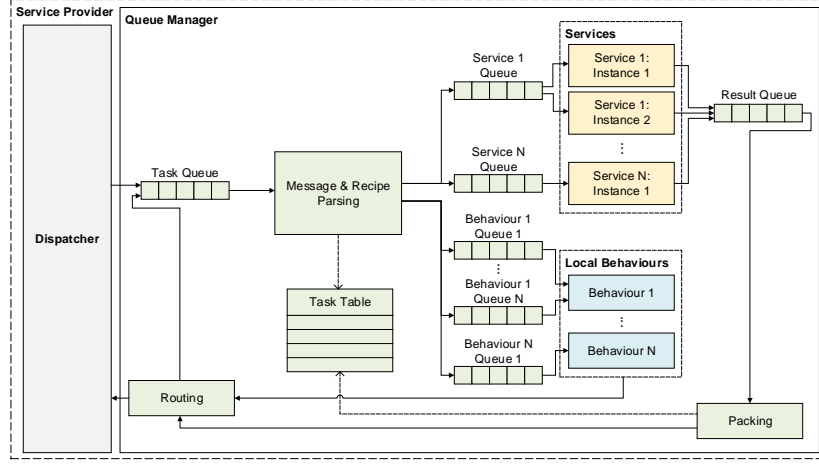 Service Provider
Queue Manager
Dispatcher
Task Queue
Message & Recipe
Parsing
Task Table
Routing
Service 1
Queue
Service N
Queue
Behaviour 1
Queue 1
⋮
Behaviour 1
Queue N
Behaviour N
Queue 1
Services
Service 1:
Instance 1
Service 1:
Instance 2
⋮
Service N:
Instance 1
Local Behaviours
Behaviour 1
⋮
Behaviour N
Result Queue
Packing